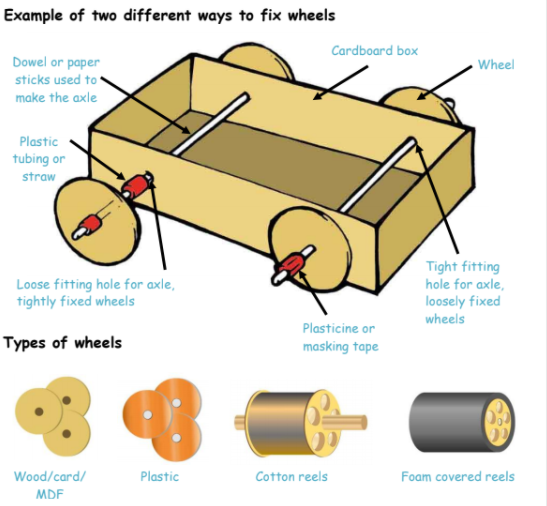 Example of two different ways to fix wheels
Cardboard box
Dowel or paper
sticks used to
make the axle
Wheel
Plastic
tubing or
straw
Loose fitting hole for axle,
tightly fixed wheels
Tight fitting
hole for axle,
loosely fixed
wheels
Plasticine or
masking tape
Types of wheels
Wood/card/
MDF
Plastic
Cotton reels
Foam covered reels